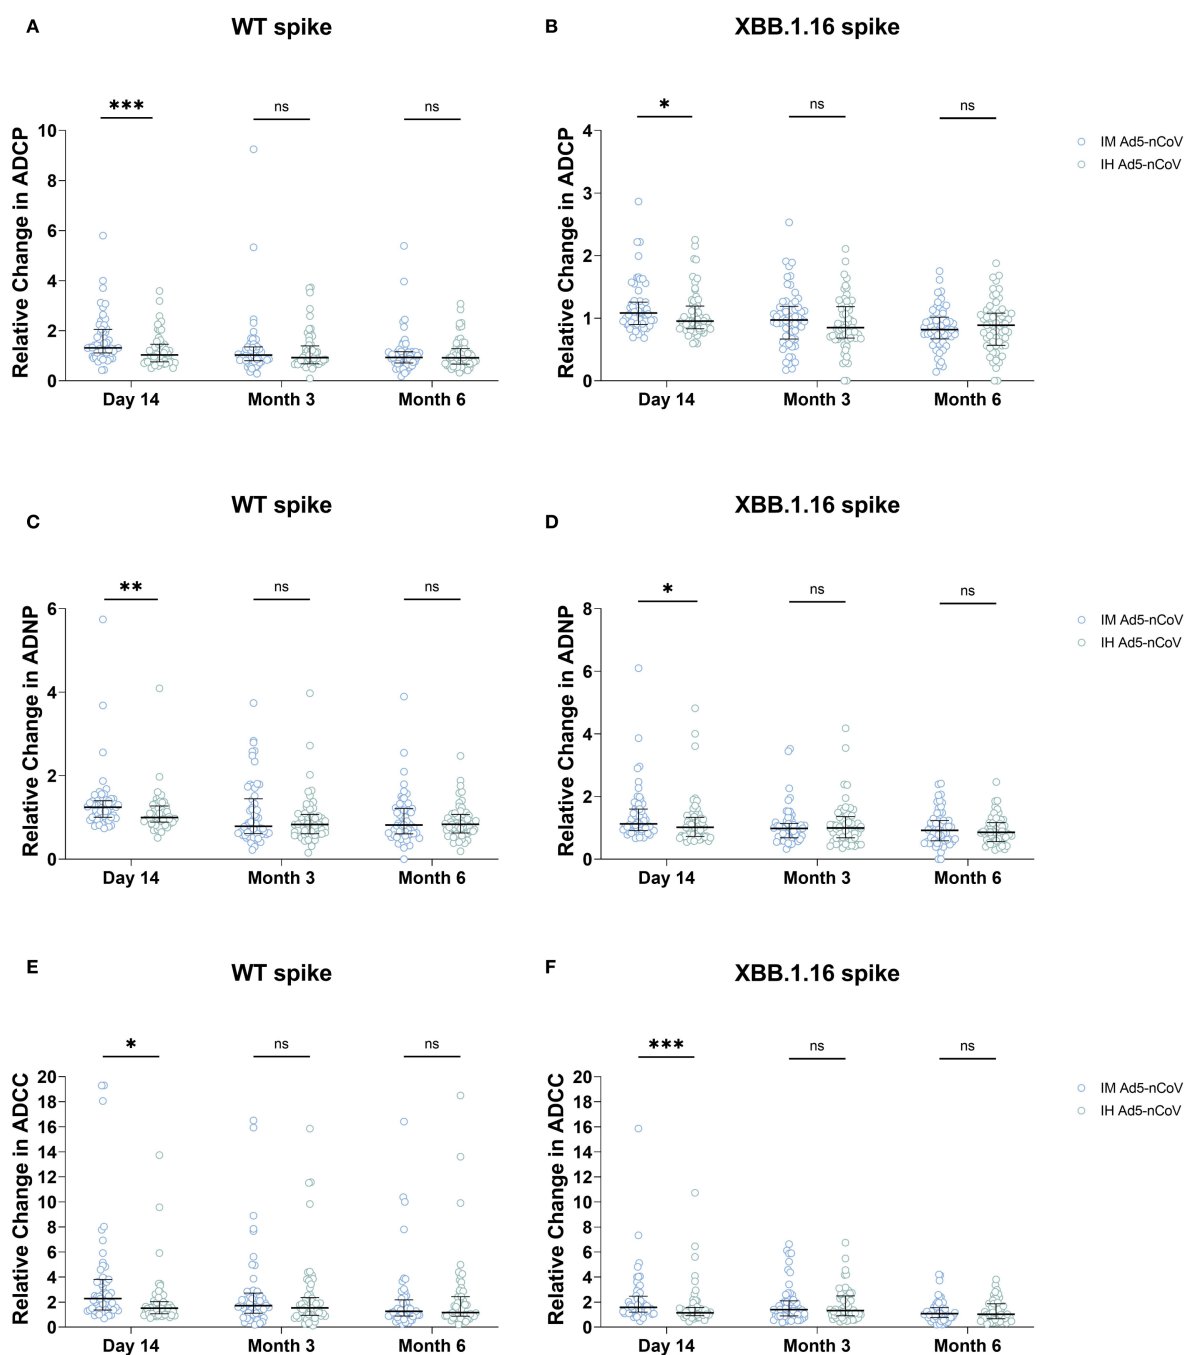 A
WT spike
B
XBB.1.16 spike
*** ns ns
* ns ns
Relative Change in ADCP
10
8
6
4
2
0
Day 14 Month 3 Month 6
Relative Change in ADCP
4
3
2
1
0
Day 14 Month 3 Month 6
IM Ad5-nCoV
IH Ad5-nCoV
C
WT spike
D
XBB.1.16 spike
** ns ns
* ns ns
Relative Change in ADNP
6
4
2
0
Day 14 Month 3 Month 6
Relative Change in ADNP
8
6
4
2
0
Day 14 Month 3 Month 6
IM Ad5-nCoV
IH Ad5-nCoV
E
WT spike
F
XBB.1.16 spike
* ns ns
*** ns ns
Relative Change in ADCC
20
18
16
14
12
10
8
6
4
2
0
Day 14 Month 3 Month 6
Relative Change in ADCC
20
18
16
14
12
10
8
6
4
2
0
Day 14 Month 3 Month 6
IM Ad5-nCoV
IH Ad5-nCoV